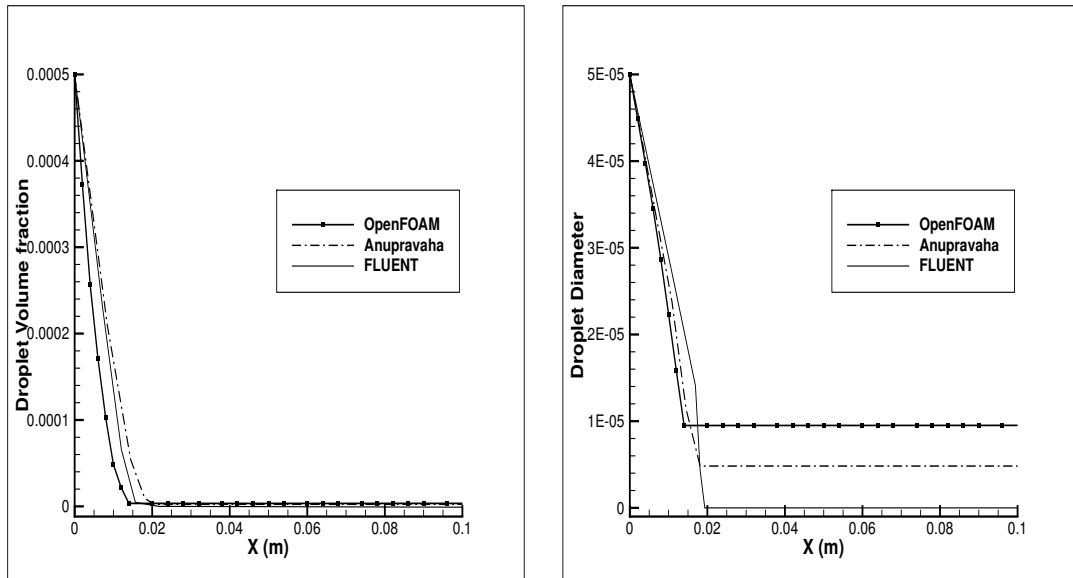 0.0005
0.0004
0.0003
0.0002
0.0001
0
Droplet Volume fraction
OpenFOAM
Anupravaha
FLUENT
0 0.02 0.04 0.06 0.08 0.1
X (m)
5E-05
4E-05
3E-05
2E-05
1E-05
0
Droplet Diameter
OpenFOAM
Anupravaha
FLUENT
0 0.02 0.04 0.06 0.08 0.1
X (m)